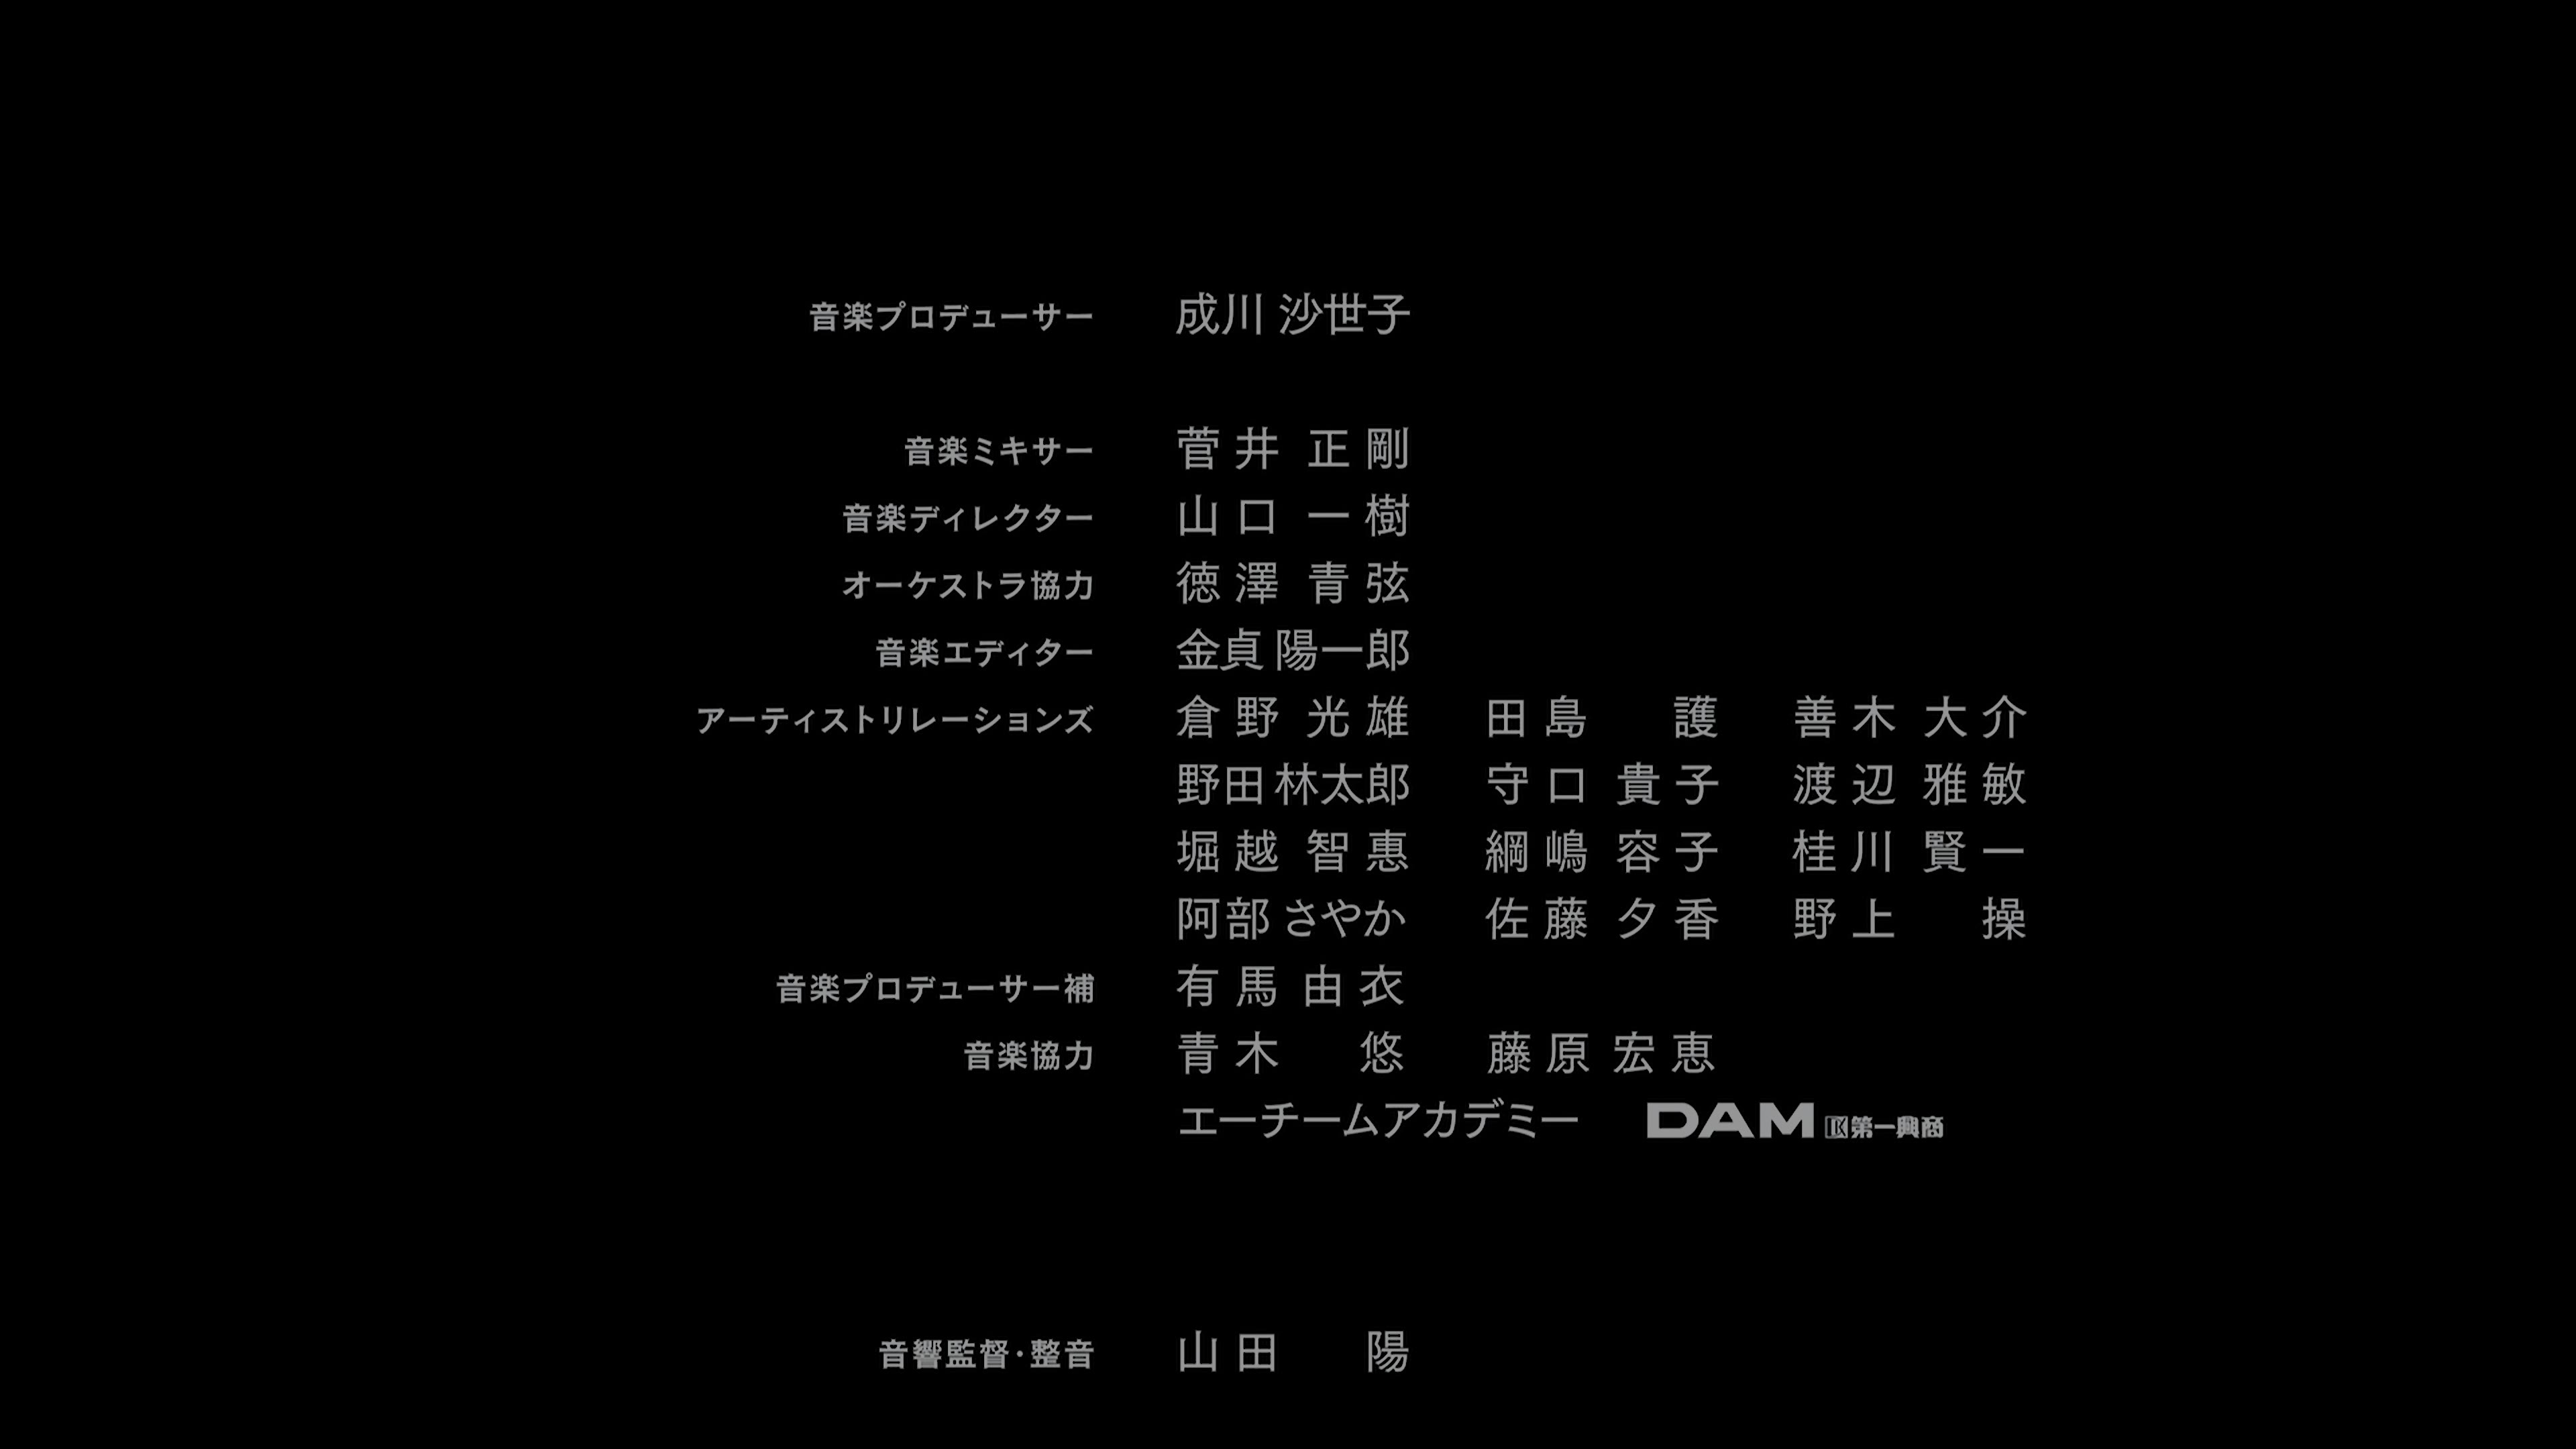 音楽プロデューサー 成川 沙世子
音楽ミキサー 菅井 正剛
音楽ディレクター 山口 一樹
オーケストラ協力 徳澤 青弦
音楽エディター 金貞 陽一郎
アーティストリレーションズ 倉野 光雄 田島 護 善木 大介
野田 林太郎 守口 貴子 渡辺 雅敏
堀越 智惠 綱嶋 容子 桂川 賢一
阿部 さやか 佐藤 夕香 野上 操
音楽プロデューサー補 有馬 由衣
音楽協力 青木 悠 藤原 宏恵
エーチームアカデミー DAM DK 第一興商
音響監督・整音 山田 陽